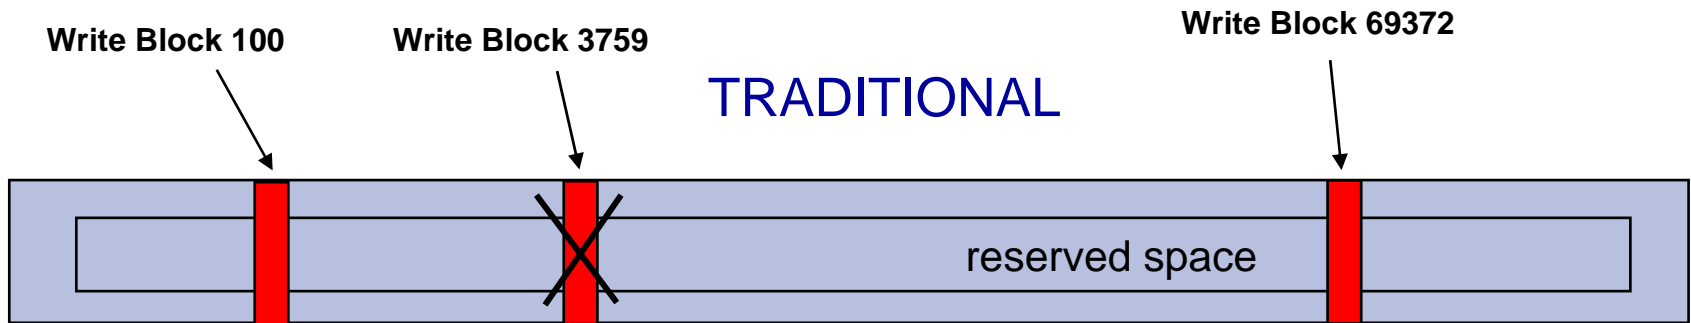 Write Block 100
Write Block 3759
Write Block 69372
TRADITIONAL
reserved space